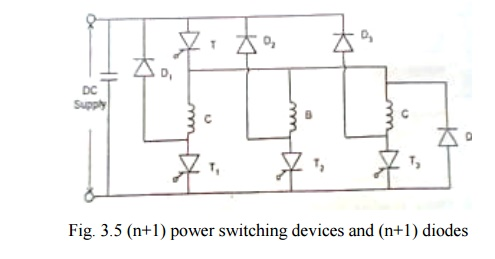 T
D₂
D₃
D₁
DC
Supply
C
B
C
D
T₁
T₂
T₃
Fig. 3.5 (n+1) power switching devices and (n+1) diodes